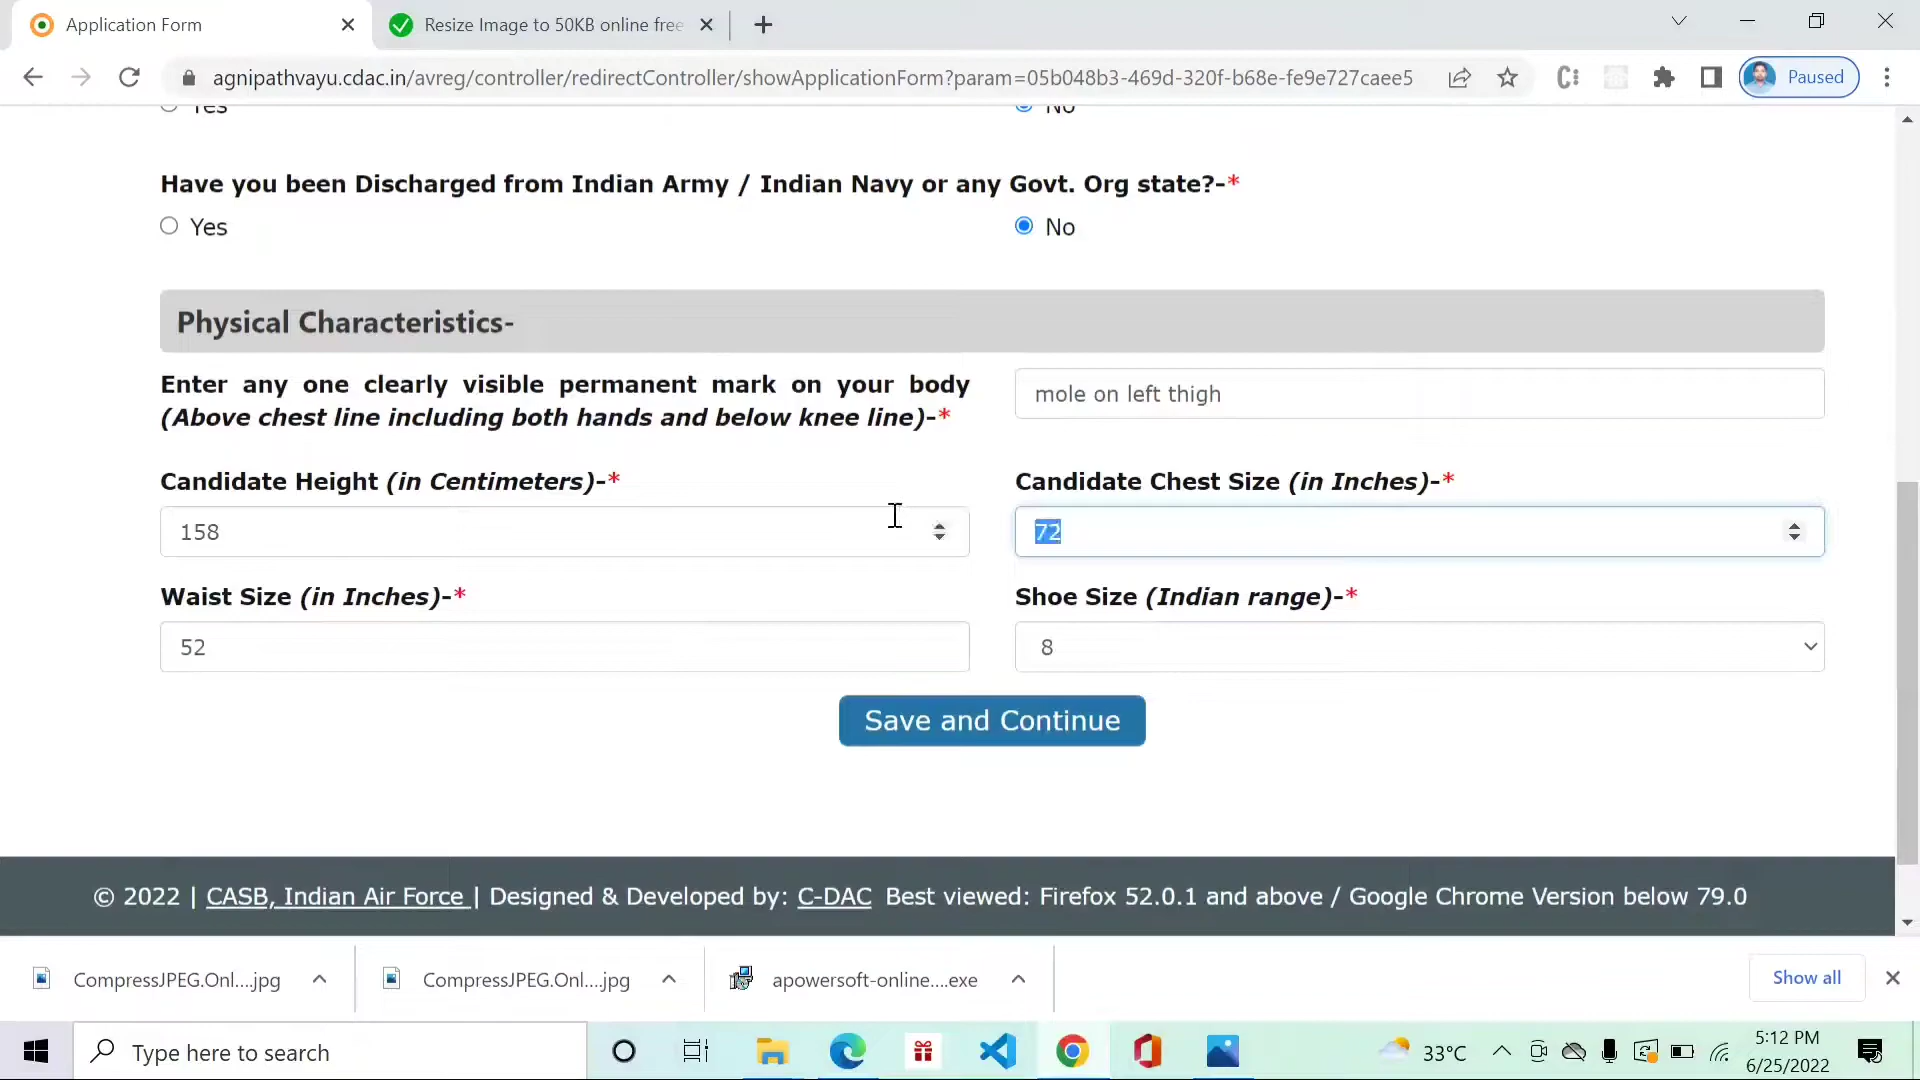 Application Form
Resize Image to 50KB online free
agnipathvayu.cdac.in/avreg/controller/redirectController/showApplicationForm?param=05b048b3-469d-320f-b68e-fe9e727caee5
Paused
Yes No
Have you been Discharged from Indian Army / Indian Navy or any Govt. Org state?-*
Yes No
Physical Characteristics-
Enter any one clearly visible permanent mark on your body
(Above chest line including both hands and below knee line)-*
mole on left thigh
Candidate Height (in Centimeters)-*
158
Candidate Chest Size (in Inches)-*
72
Waist Size (in Inches)-*
52
Shoe Size (Indian range)-*
8
Save and Continue
© 2022 | CASB, Indian Air Force | Designed & Developed by: C-DAC Best viewed: Firefox 52.0.1 and above / Google Chrome Version below 79.0
CompressJPEG.Onl....jpg
CompressJPEG.Onl....jpg
apowersoft-online....exe
Show all
Type here to search
33°C
5:12 PM
6/25/2022